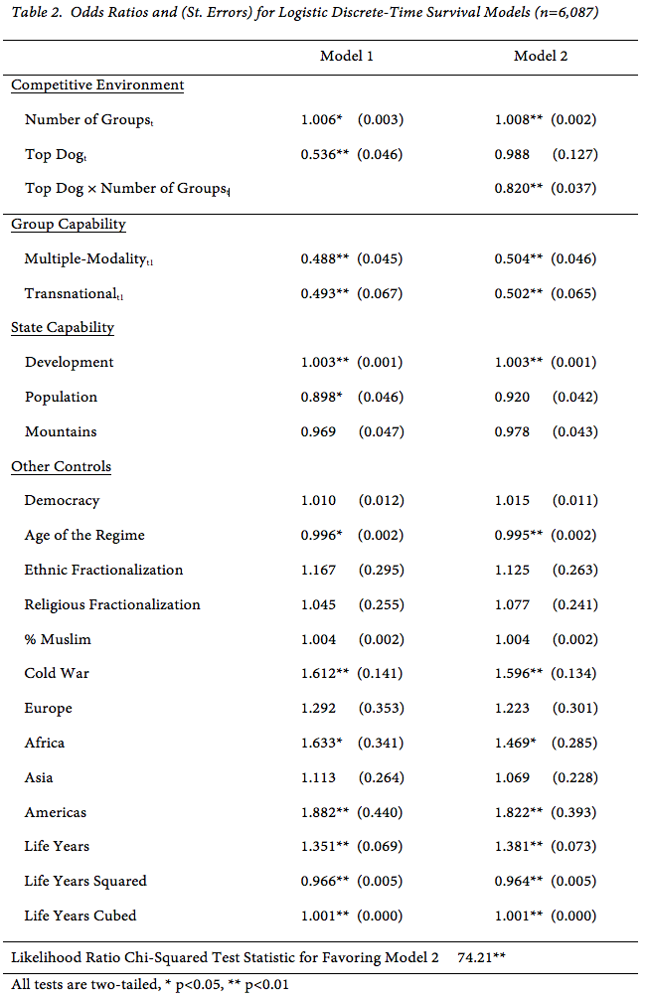 Table 2. Odds Ratios and (St. Errors) for Logistic Discrete-Time Survival Models (n=6,087)
Model 1 Model 2
Competitive Environment
Number of Groupst 1.006* (0.003) 1.008** (0.002)
Top Dogt 0.536** (0.046) 0.988 (0.127)
Top Dog × Number of Groups 0.820** (0.037)
Group Capability
Multiple-Modalityt1 0.488** (0.045) 0.504** (0.046)
Transnationalt1 0.493** (0.067) 0.502** (0.065)
State Capability
Development 1.003** (0.001) 1.003** (0.001)
Population 0.898* (0.046) 0.920 (0.042)
Mountains 0.969 (0.047) 0.978 (0.043)
Other Controls
Democracy 1.010 (0.012) 1.015 (0.011)
Age of the Regime 0.996* (0.002) 0.995** (0.002)
Ethnic Fractionalization 1.167 (0.295) 1.125 (0.263)
Religious Fractionalization 1.045 (0.255) 1.077 (0.241)
% Muslim 1.004 (0.002) 1.004 (0.002)
Cold War 1.612** (0.141) 1.596** (0.134)
Europe 1.292 (0.353) 1.223 (0.301)
Africa 1.633* (0.341) 1.469* (0.285)
Asia 1.113 (0.264) 1.069 (0.228)
Americas 1.882** (0.440) 1.822** (0.393)
Life Years 1.351** (0.069) 1.381** (0.073)
Life Years Squared 0.966** (0.005) 0.964** (0.005)
Life Years Cubed 1.001** (0.000) 1.001** (0.000)
Likelihood Ratio Chi-Squared Test Statistic for Favoring Model 2 74.21**
All tests are two-tailed, * p<0.05, ** p<0.01